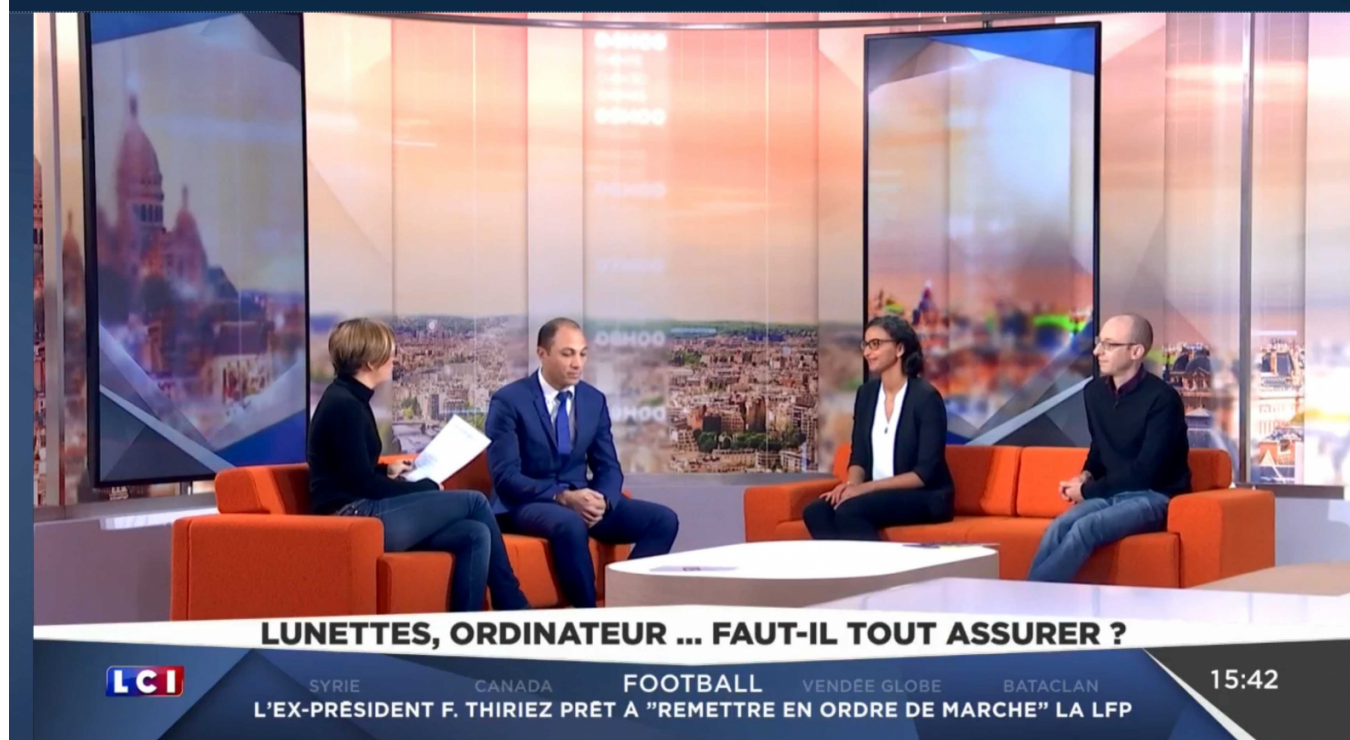 LUNETTES, ORDINATEUR ... FAUT-IL TOUT ASSURER ?
LCI
SYRIE CANADA FOOTBALL VENDÉE GLOBE BATACLAN
15:42
L'EX-PRÉSIDENT F. THIRIEZ PRÊT À "REMETTRE EN ORDRE DE MARCHE" LA LFP